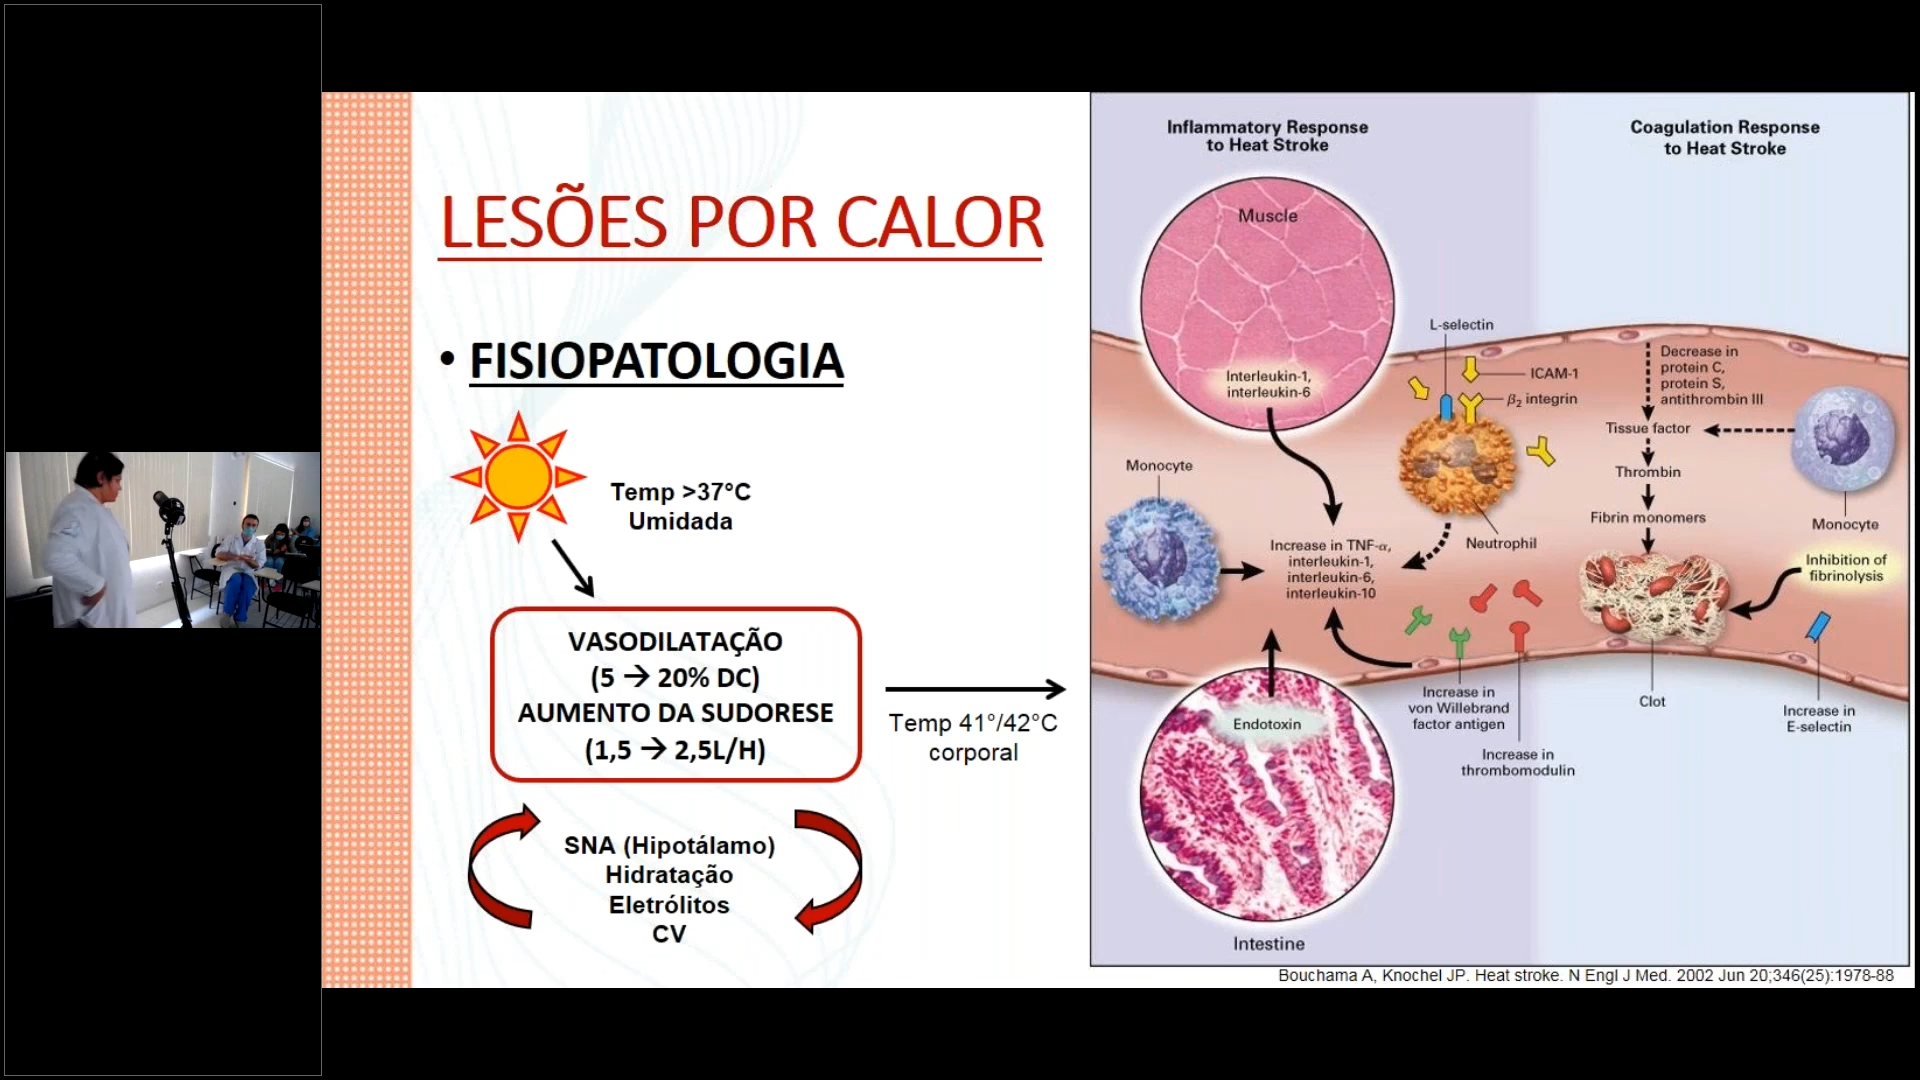 LESÕES POR CALOR
• FISIOPATOLOGIA
Temp >37°C
Umidada
VASODILATAÇÃO
(5 → 20% DC)
AUMENTO DA SUDORESE
(1,5 → 2,5L/H)
Temp 41°/42°C
corporal
SNA (Hipotálamo)
Hidratação
Eletrólitos
CV
Inflammatory Response
to Heat Stroke
Muscle
Interleukin-1,
interleukin-6
L-selectin
ICAM-1
β2 integrin
Monocyte
Neutrophil
Increase in TNF-α,
interleukin-1,
interleukin-6,
interleukin-10
Endotoxin
Intestine
Increase in
von Willebrand
factor antigen
Increase in
thrombomodulin
Coagulation Response
to Heat Stroke
Decrease in
protein C,
protein S,
antithrombin III
Tissue factor
Thrombin
Fibrin monomers
Monocyte
Inhibition of
fibrinolysis
Clot
Increase in
E-selectin
Bouchama A, Knochel JP. Heat stroke. N Engl J Med. 2002 Jun 20;346(25):1978-88